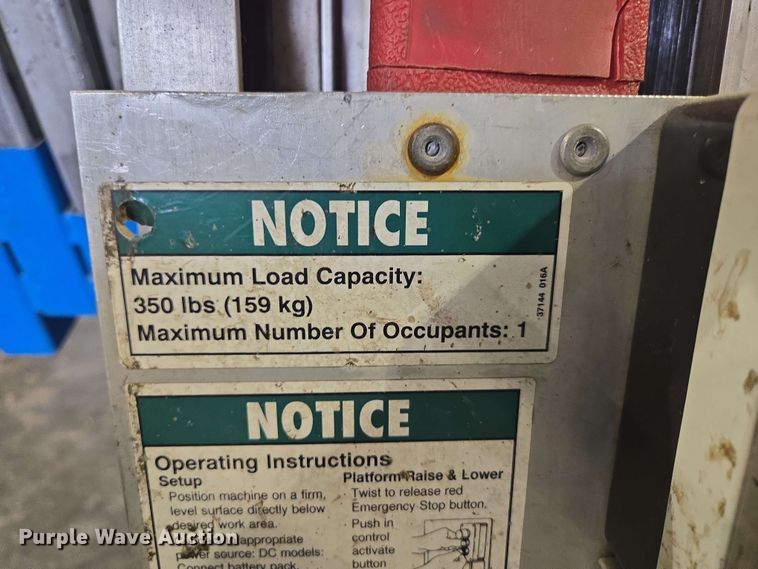 NOTICE
Maximum Load Capacity:
350 lbs (159 kg)
Maximum Number Of Occupants: 1
37144 016A
NOTICE
Operating Instructions
Setup
Position machine on a firm,
level surface directly below
desired work area.
appropriate
power source: DC models:
Connect battery pack.
Platform Raise & Lower
Twist to release red
Emergency Stop button.
Push in
control
activate
button
Purple Wave Auction